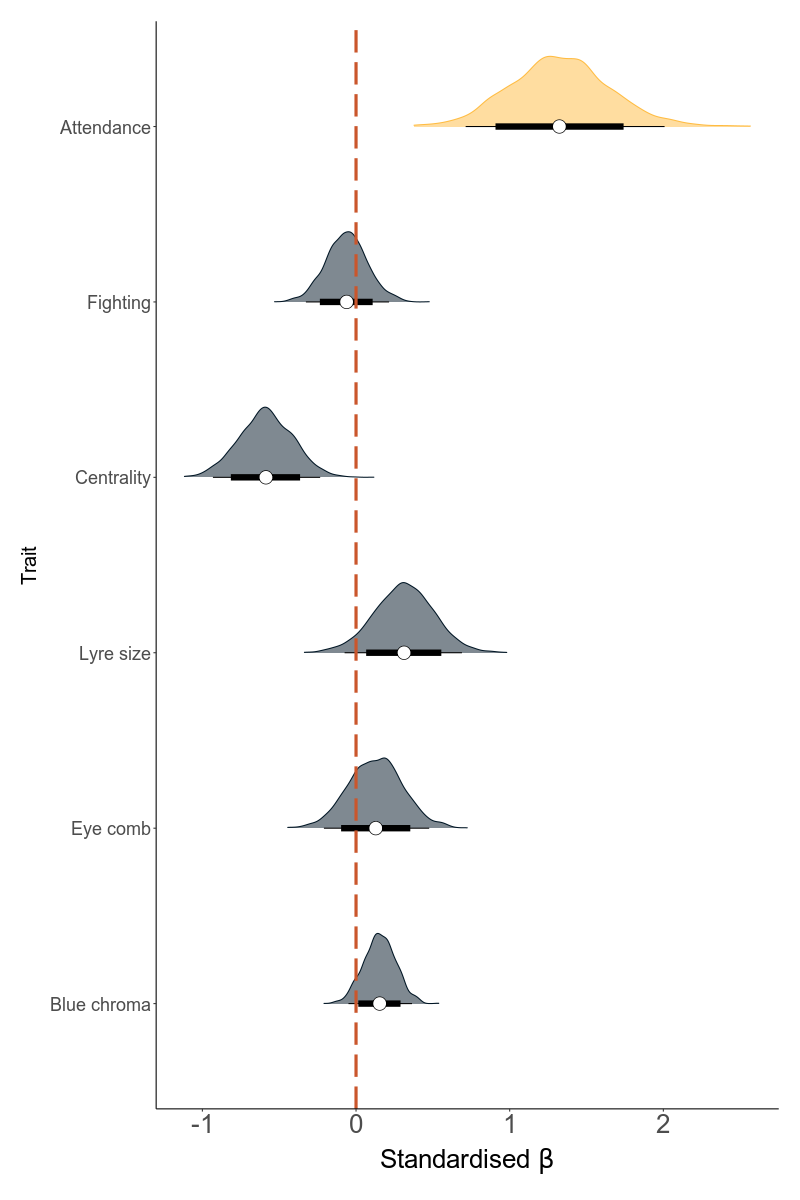 Attendance
Fighting
Centrality
Trait
Lyre size
Eye comb
Blue chroma
-1 0 1 2
Standardised β